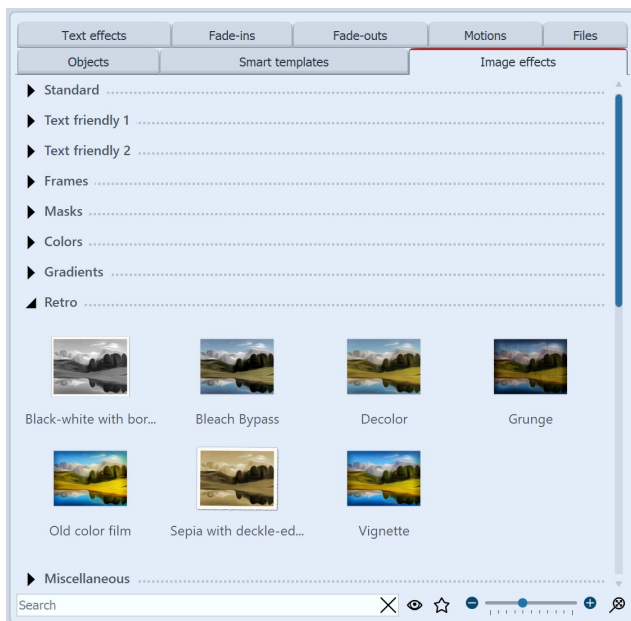 Text effects Fade-ins Fade-outs Motions Files
Objects Smart templates Image effects
Standard
Text friendly 1
Text friendly 2
Frames
Masks
Colors
Gradients
Retro
Black-white with bor... Bleach Bypass Decolor Grunge
Old color film Sepia with deckle-ed... Vignette
Miscellaneous
Search